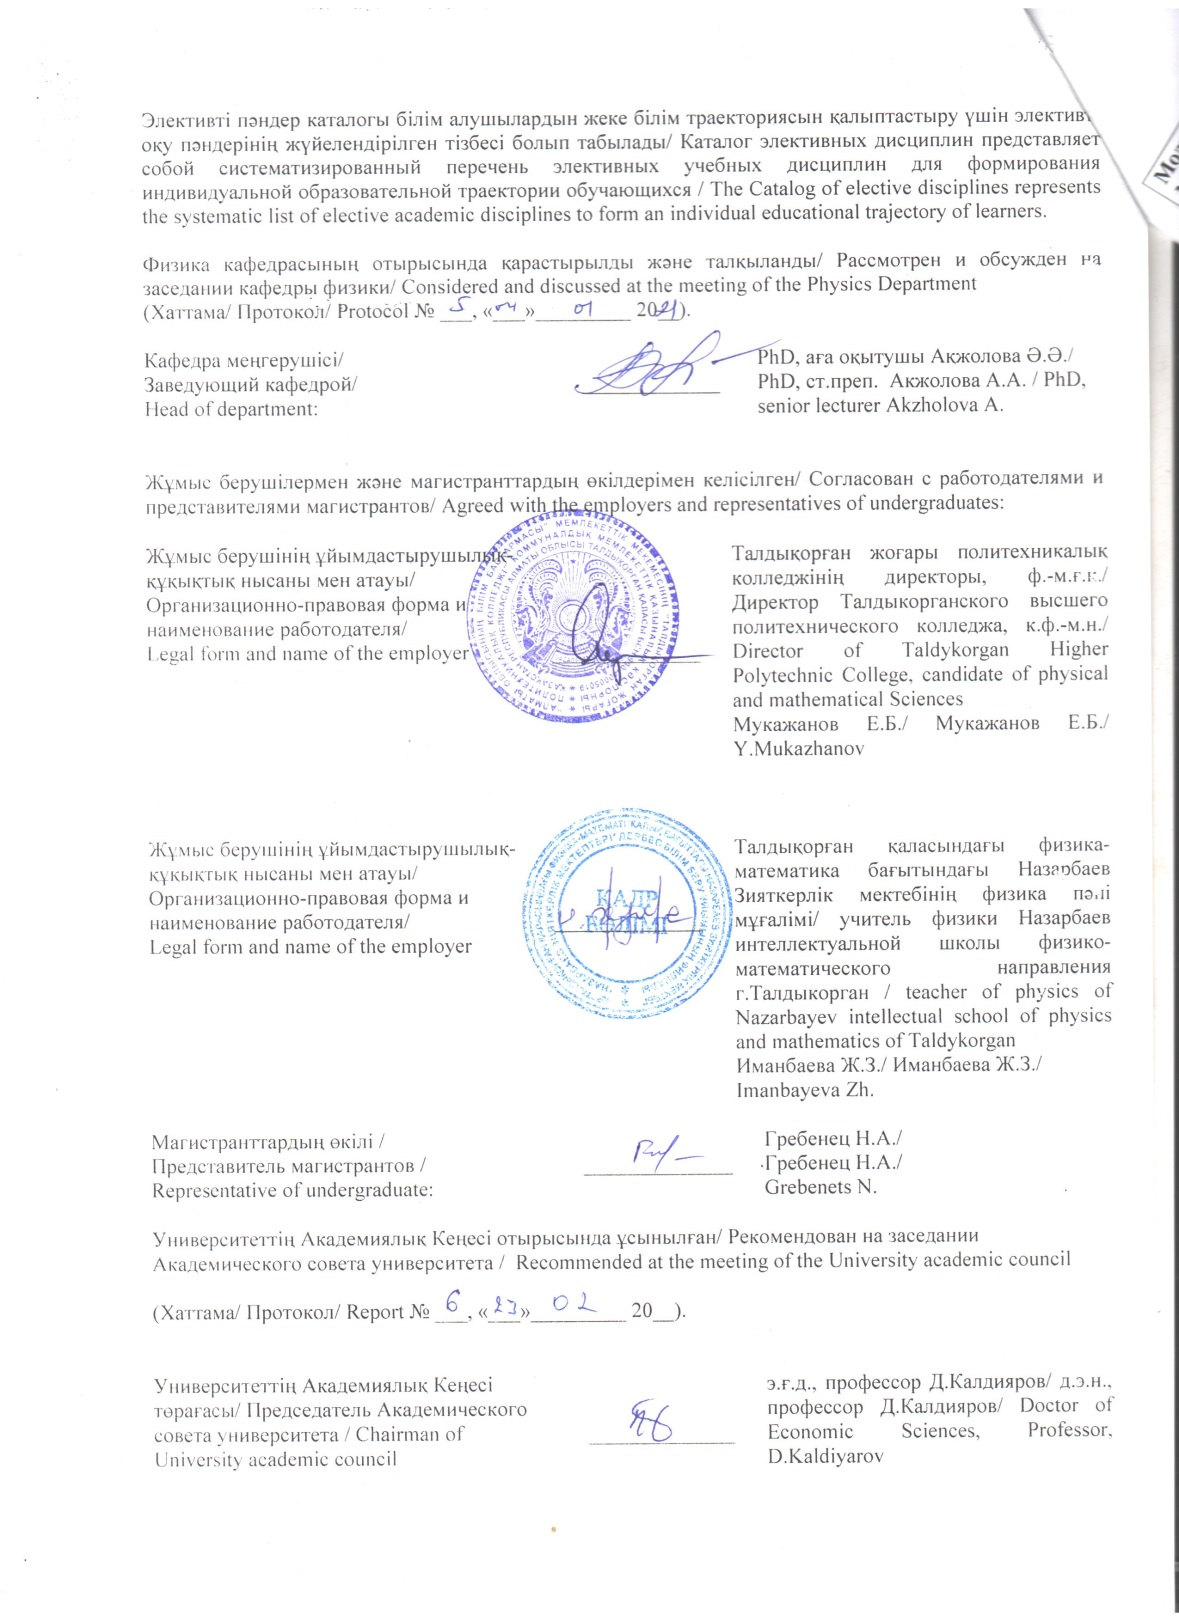 Элективті пәндер каталогы білім алушылардын жеке білім траекториясын қалыптастыру үшін электив
оқу пәндерінің жүйелендірілген тізбесі болып табылады/ Каталог элективных дисциплин представляет
собой систематизированный перечень элективных учебных дисциплин для формирования
индивидуальной образовательной траектории обучающихся / The Catalog of elective disciplines represents
the systematic list of elective academic disciplines to form an individual educational trajectory of learners.
Физика кафедрасының отырысында қарастырылды және талқыланды/ Рассмотрен и обсужден на
заседании кафедры физики/ Considered and discussed at the meeting of the Physics Department
(Хаттама/ Протокол/ Protocol № 5, «04» 01 2021).
Кафедра меңгерушісі/
Заведующий кафедрой/
Head of department:
PhD, аға оқытушы Ақжолова Ә.Ә./
PhD, ст.преп. Акжолова А.А. / PhD,
senior lecturer Akzholova A.
Жұмыс берушілермен және магистранттардың өкілдерімен келісілген/ Согласован с работодателями и
представителями магистрантов/ Agreed with the employers and representatives of undergraduates:
Жұмыс берушінің ұйымдастырушылық-
құқықтық нысаны мен атауы/
Организационно-правовая форма и
наименование работодателя/
Legal form and name of the employer
Талдықорған жоғары политехникалық
колледжінің директоры, ф.-м.ғ.к./
Директор Талдыкорганского высшего
политехнического колледжа, к.ф.-м.н./
Director of Taldykorgan Higher
Polytechnic College, candidate of physical
and mathematical Sciences
Мукажанов Е.Б./ Мукажанов Е.Б./
Y.Mukazhanov
Жұмыс берушінің ұйымдастырушылық-
құқықтық нысаны мен атауы/
Организационно-правовая форма и
наименование работодателя/
Legal form and name of the employer
КАДР
БӨЛІМІ
Талдықорған қаласындағы физика-
математика бағытындағы Назарбаев
Зияткерлік мектебінің физика пәні
мұғалімі/ учитель физики Назарбаев
интеллектуальной школы физико-
математического направления
г.Талдыкорган / teacher of physics of
Nazarbayev intellectual school of physics
and mathematics of Taldykorgan
Иманбаева Ж.З./ Иманбаева Ж.З./
Imanbayeva Zh.
Магистранттардың өкілі /
Представитель магистрантов /
Representative of undergraduate:
Гребенец Н.А./
Гребенец Н.А./
Grebenets N.
Университеттің Академиялық Кеңесі отырысында ұсынылған/ Рекомендован на заседании
Академического совета университета / Recommended at the meeting of the University academic council
(Хаттама/ Протокол/ Report № 6, «23» 02 20__).
Университеттің Академиялық Кеңесі
төрағасы/ Председатель Академического
совета университета / Chairman of
University academic council
э.ғ.д., профессор Д.Калдияров/ д.э.н.,
профессор Д.Калдияров/ Doctor of
Economic Sciences, Professor,
D.Kaldiyarov